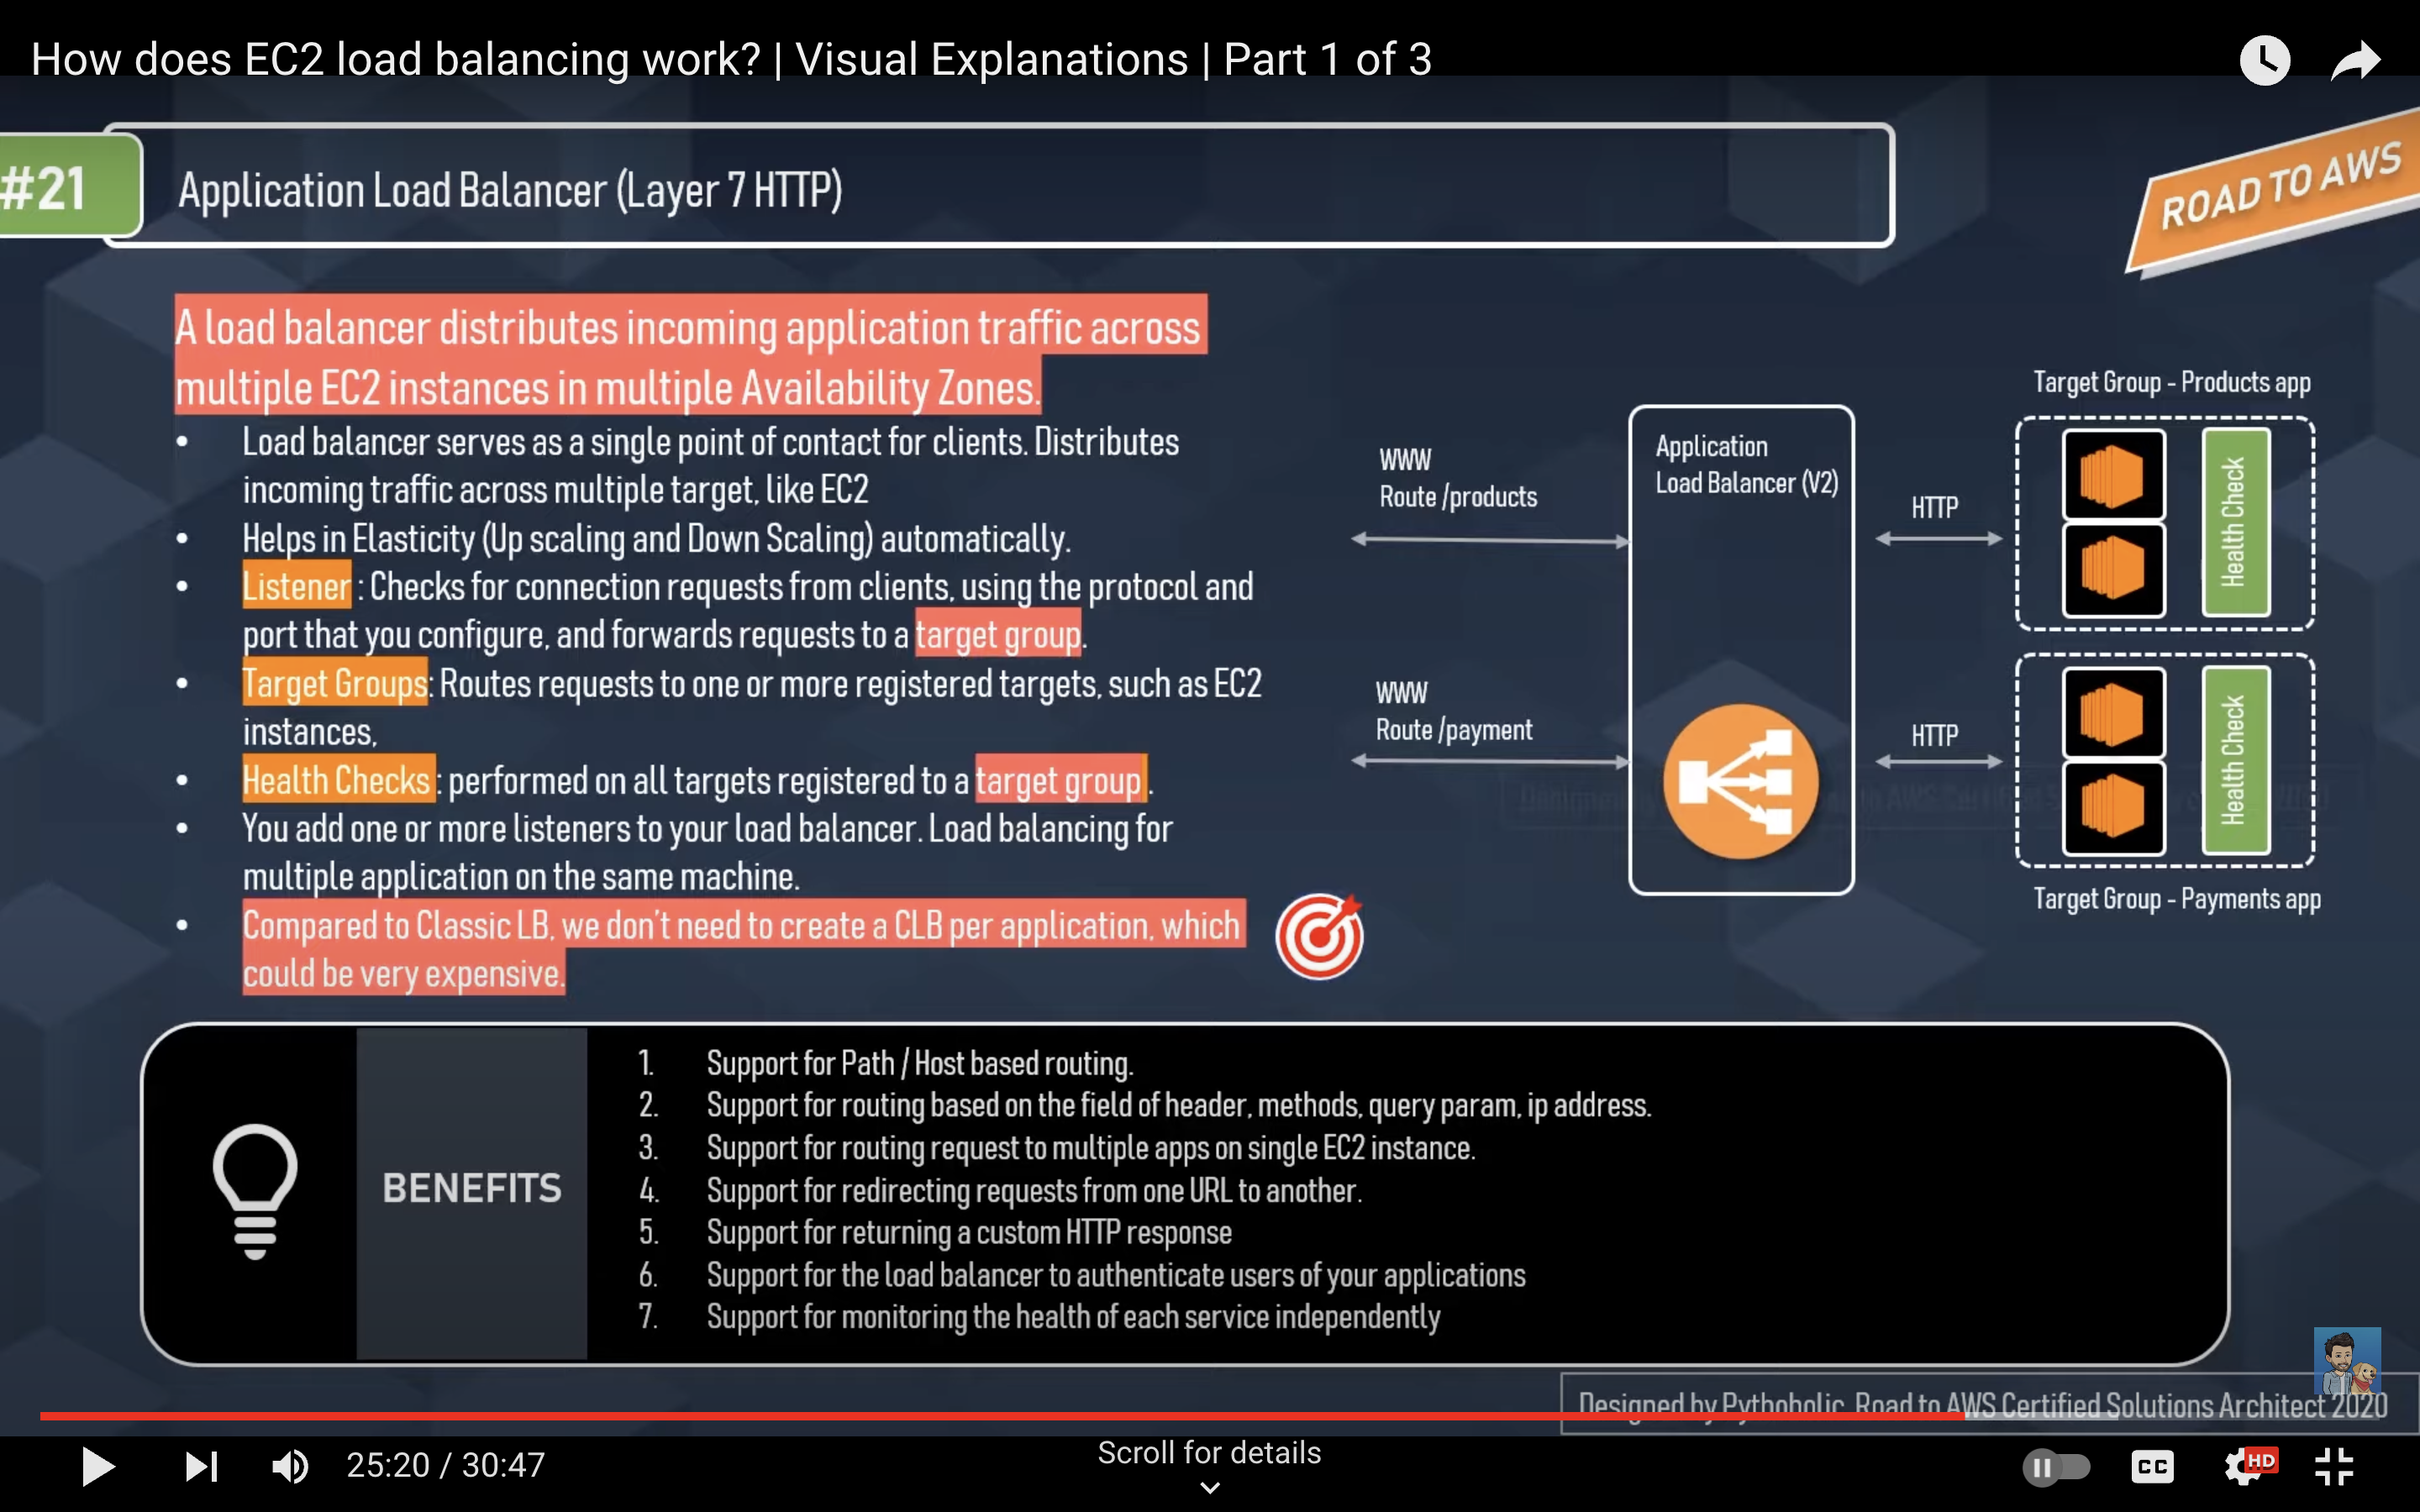 How does EC2 load balancing work? | Visual Explanations | Part 1 of 3
#21
Application Load Balancer (Layer 7 HTTP)
ROAD TO AWS
A load balancer distributes incoming application traffic across
multiple EC2 instances in multiple Availability Zones.
• Load balancer serves as a single point of contact for clients. Distributes
incoming traffic across multiple target, like EC2
• Helps in Elasticity (Up scaling and Down Scaling) automatically.
• Listener : Checks for connection requests from clients, using the protocol and
port that you configure, and forwards requests to a target group.
• Target Groups: Routes requests to one or more registered targets, such as EC2
instances,
• Health Checks : performed on all targets registered to a target group .
• You add one or more listeners to your load balancer. Load balancing for
multiple application on the same machine.
• Compared to Classic LB, we don't need to create a CLB per application, which
could be very expensive.
WWW
Route /products
WWW
Route /payment
Application
Load Balancer (V2)
HTTP
HTTP
Target Group - Products app
Health Check
Health Check
Target Group - Payments app
BENEFITS
1. Support for Path / Host based routing.
2. Support for routing based on the field of header, methods, query param, ip address.
3. Support for routing request to multiple apps on single EC2 instance.
4. Support for redirecting requests from one URL to another.
5. Support for returning a custom HTTP response
6. Support for the load balancer to authenticate users of your applications
7. Support for monitoring the health of each service independently
Designed by Pythoholic. Road to AWS Certified Solutions Architect 2020
25:20 / 30:47
Scroll for details
CC
HD